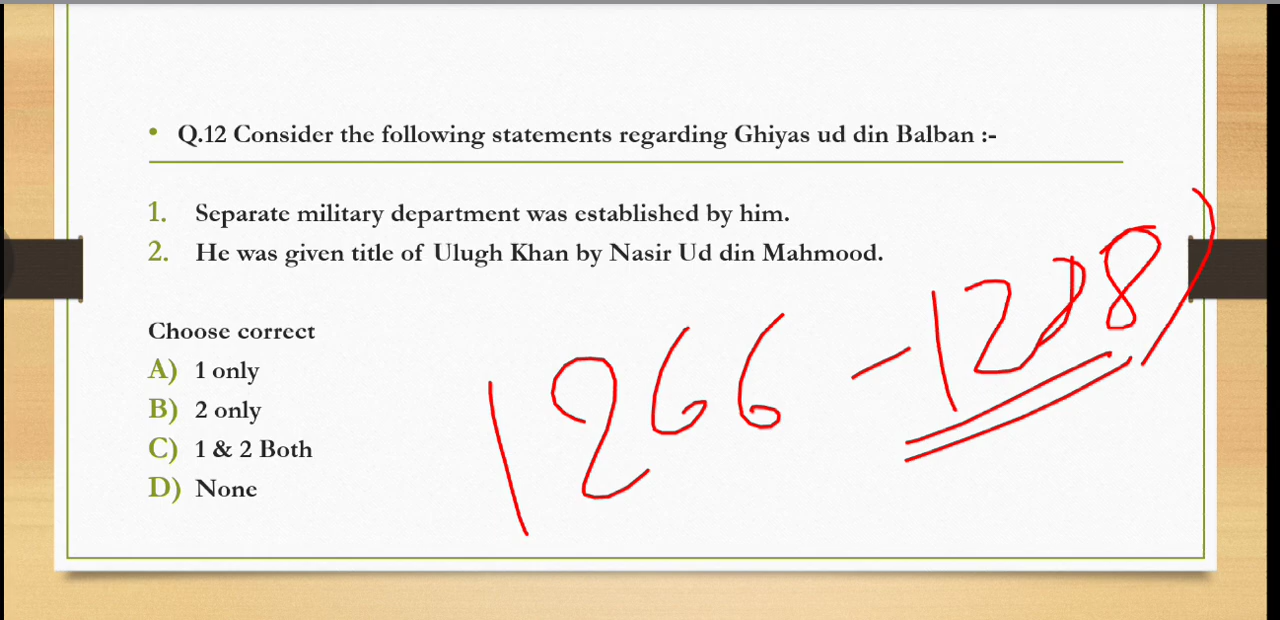 • Q.12 Consider the following statements regarding Ghiyas ud din Balban :-
1. Separate military department was established by him.
2. He was given title of Ulugh Khan by Nasir Ud din Mahmood.
Choose correct
A) 1 only
B) 2 only
C) 1 & 2 Both
D) None
1266 -